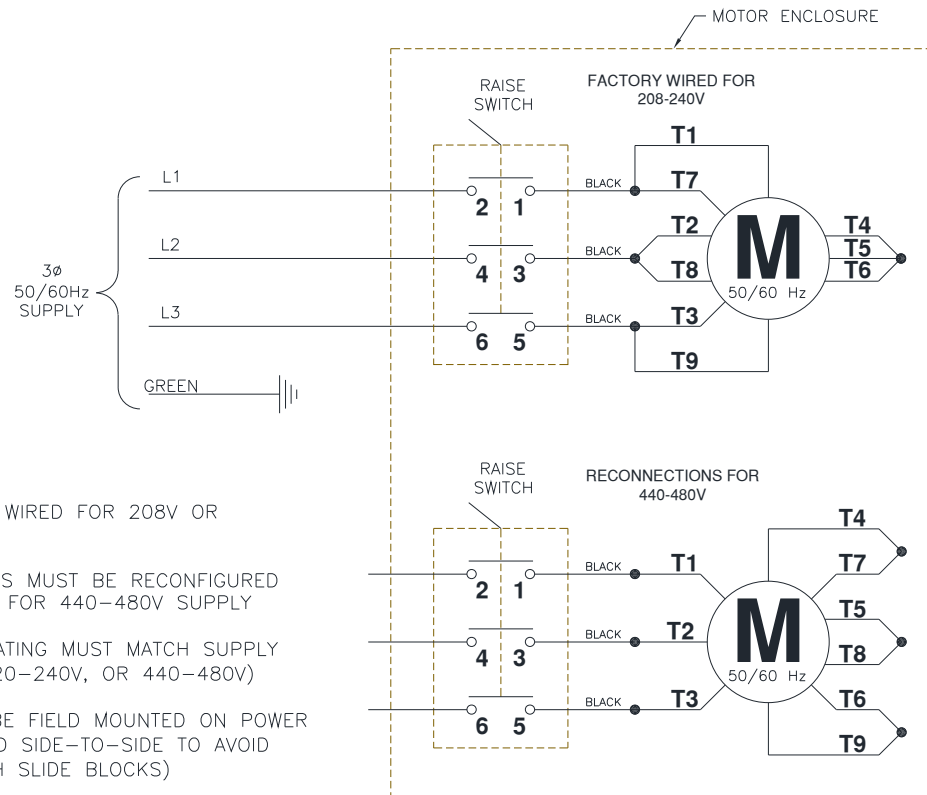 MOTOR ENCLOSURE
RAISE
SWITCH
FACTORY WIRED FOR
208-240V
3ø
50/60Hz
SUPPLY
L1
L2
L3
GREEN
2 1
4 3
6 5
BLACK
BLACK
BLACK
T1
T7
T2
T8
T3
T9
M
50/60 Hz
T4
T5
T6
RAISE
SWITCH
RECONNECTIONS FOR
440-480V
2 1
4 3
6 5
BLACK
BLACK
BLACK
T1
T2
T3
M
50/60 Hz
T4
T7
T5
T8
T6
T9
WIRED FOR 208V OR
S MUST BE RECONFIGURED
FOR 440-480V SUPPLY
ATING MUST MATCH SUPPLY
20-240V, OR 440-480V)
BE FIELD MOUNTED ON POWER
D SIDE-TO-SIDE TO AVOID
H SLIDE BLOCKS)